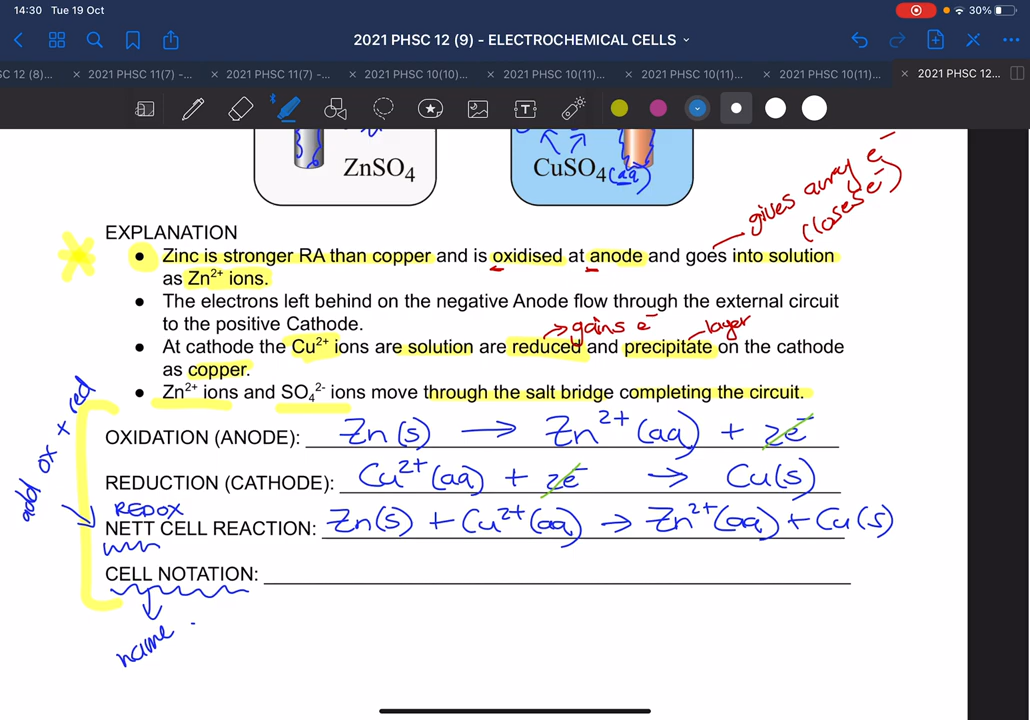 14:30 Tue 19 Oct
30%
2021 PHSC 12 (9) - ELECTROCHEMICAL CELLS
SC 12 (8)...
2021 PHSC 11(7) -...
2021 PHSC 11(7) -...
2021 PHSC 10(10)...
2021 PHSC 10(11)...
2021 PHSC 10(11)...
2021 PHSC 10(11)...
2021 PHSC 12...
ZnSO4
CuSO4(aq)
gives away e⁻
(loses e⁻)
EXPLANATION
• Zinc is stronger RA than copper and is oxidised at anode and goes into solution
as Zn²⁺ ions.
• The electrons left behind on the negative Anode flow through the external circuit
to the positive Cathode.
→ gains e⁻
layer
• At cathode the Cu²⁺ ions are solution are reduced and precipitate on the cathode
as copper.
• Zn²⁺ ions and SO₄²⁻ ions move through the salt bridge completing the circuit.
add ox + red
OXIDATION (ANODE): Zn(s) → Zn²⁺(aq) + 2e⁻
REDUCTION (CATHODE): Cu²⁺(aq) + 2e⁻ → Cu(s)
REDOX
NETT CELL REACTION: Zn(s) + Cu²⁺(aq) → Zn²⁺(aq) + Cu(s)
CELL NOTATION:
name